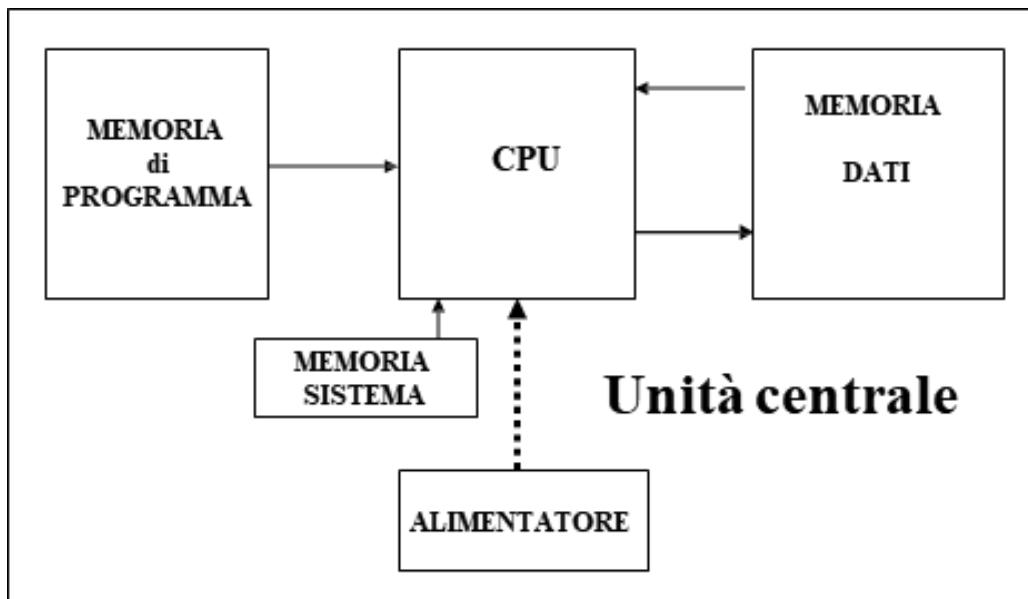 MEMORIA
di
PROGRAMMA
CPU
MEMORIA
DATI
MEMORIA
SISTEMA
Unità centrale
ALIMENTATORE